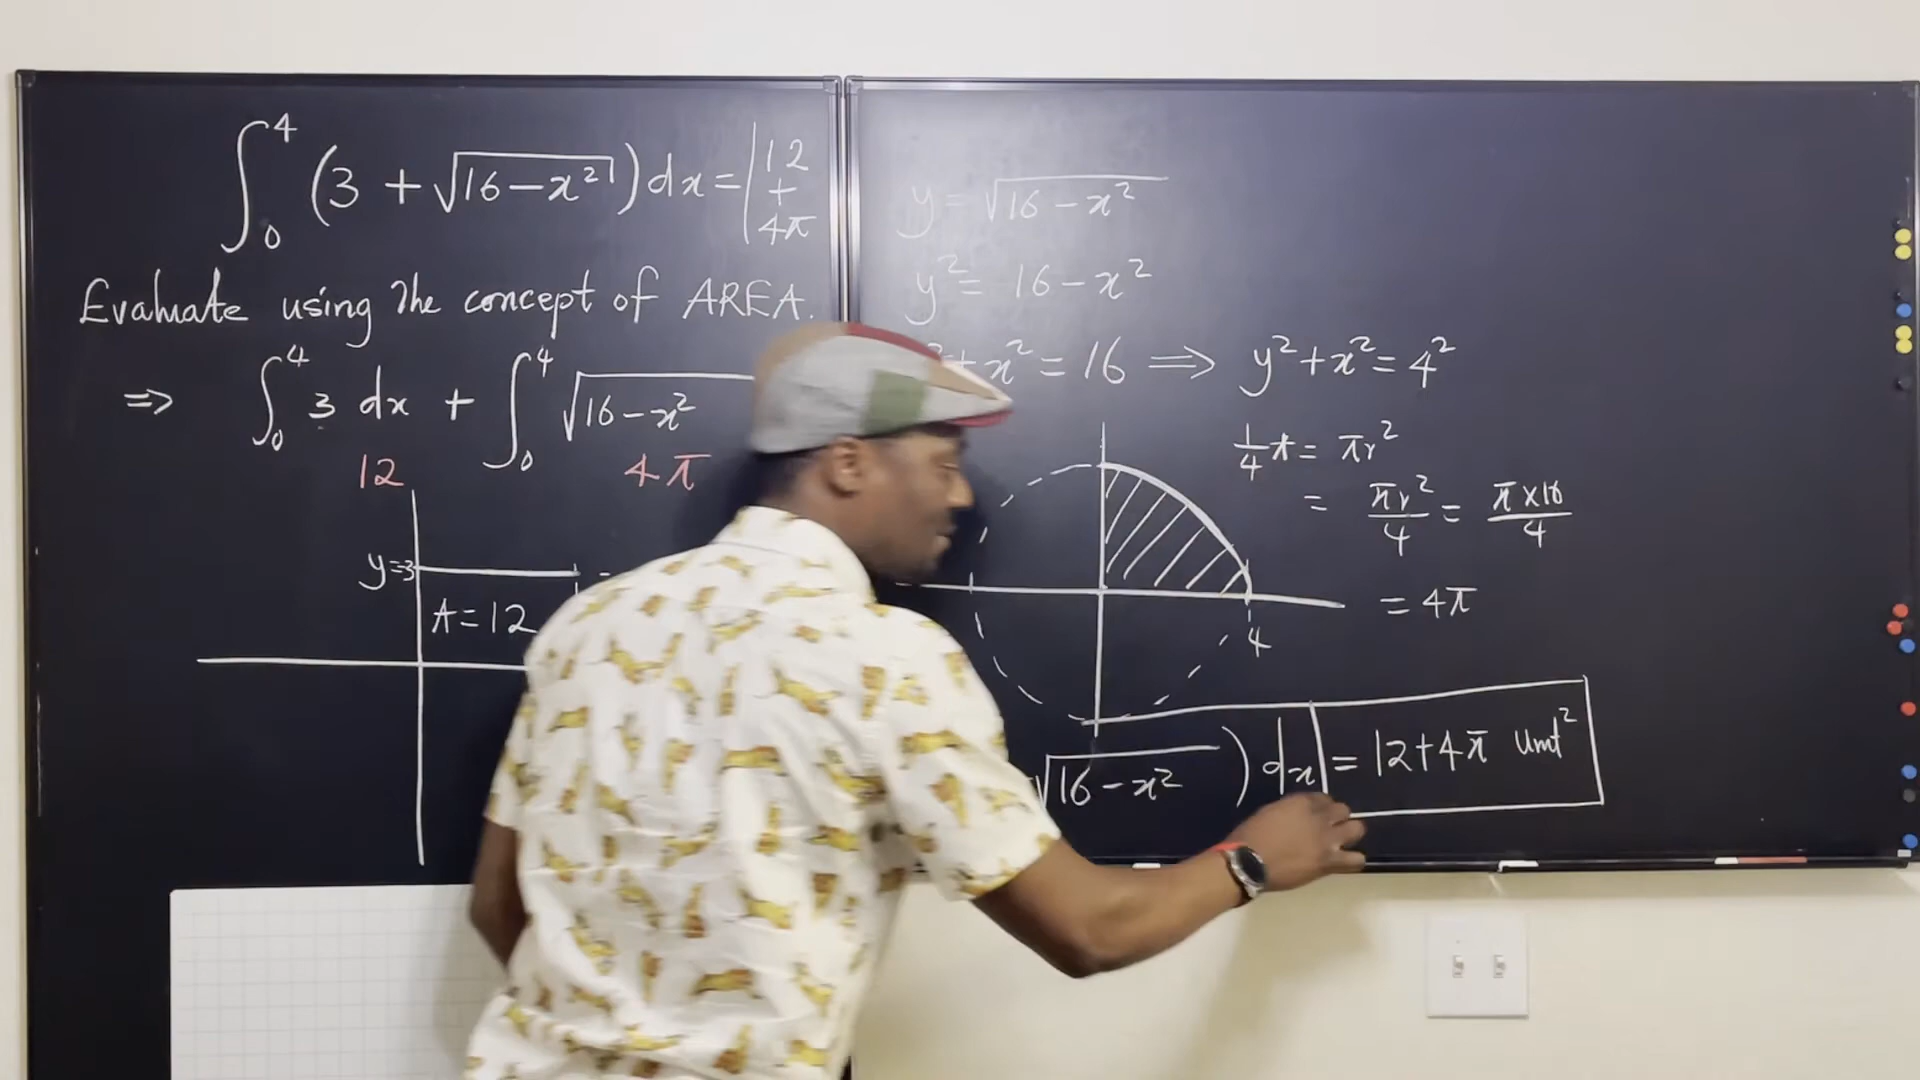 ∫₀⁴ (3 + √(16 − x²)) dx = | 12 + 4π
Evaluate using the concept of AREA.
⇒ ∫₀⁴ 3 dx + ∫₀⁴ √(16 − x²)
12 4π
y=3
A = 12
y = √(16 − x²)
y² = 16 − x²
² + x² = 16 ⟹ y² + x² = 4²
1/4 A = πr²
= πr²/4 = π×16/4
= 4π
4
√(16 − x²) ) dx = 12 + 4π unit²